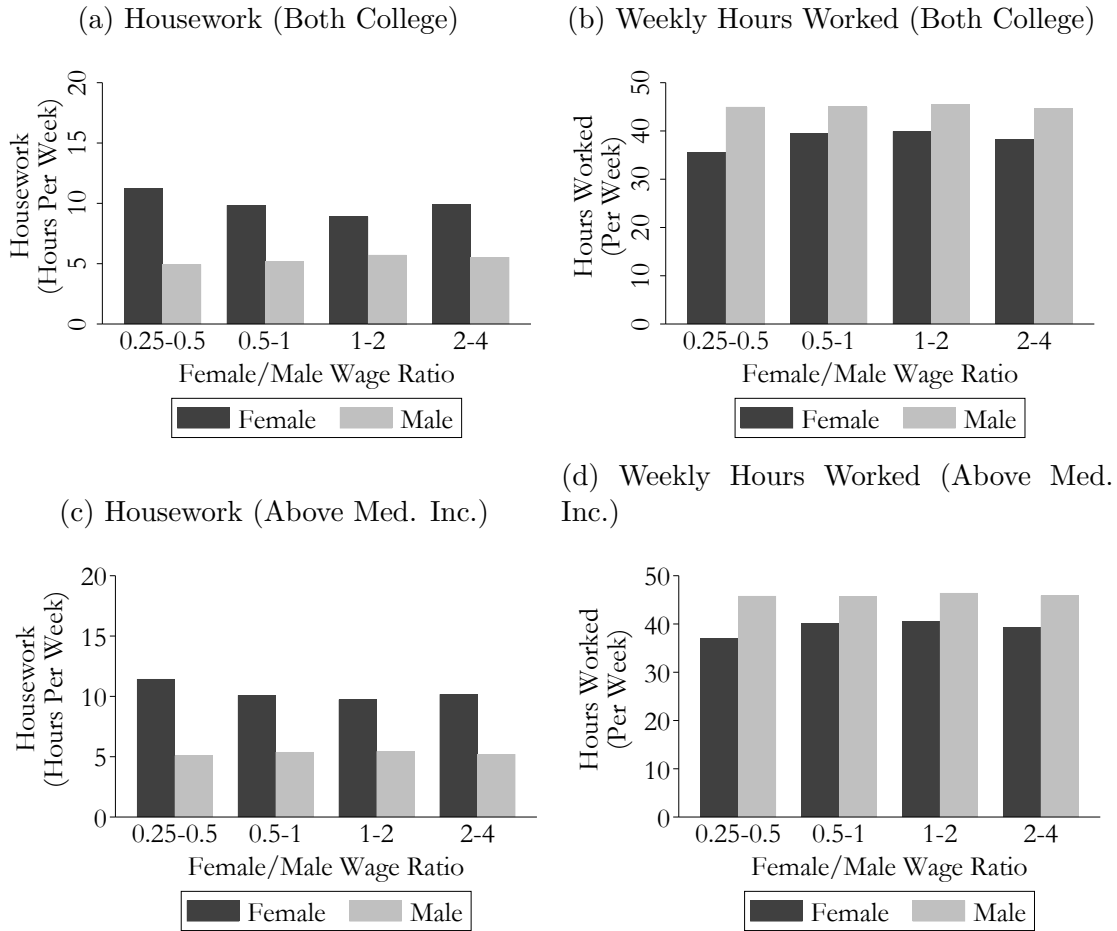 (a) Housework (Both College)
Housework
(Hours Per Week)
20
15
10
5
0
0.25-0.5 0.5-1 1-2 2-4
Female/Male Wage Ratio
Female Male
(b) Weekly Hours Worked (Both College)
Hours Worked
(Per Week)
50
40
30
20
10
0
0.25-0.5 0.5-1 1-2 2-4
Female/Male Wage Ratio
Female Male
(c) Housework (Above Med. Inc.)
Housework
(Hours Per Week)
20
15
10
5
0
0.25-0.5 0.5-1 1-2 2-4
Female/Male Wage Ratio
Female Male
(d) Weekly Hours Worked (Above Med.
Inc.)
Hours Worked
(Per Week)
50
40
30
20
10
0
0.25-0.5 0.5-1 1-2 2-4
Female/Male Wage Ratio
Female Male